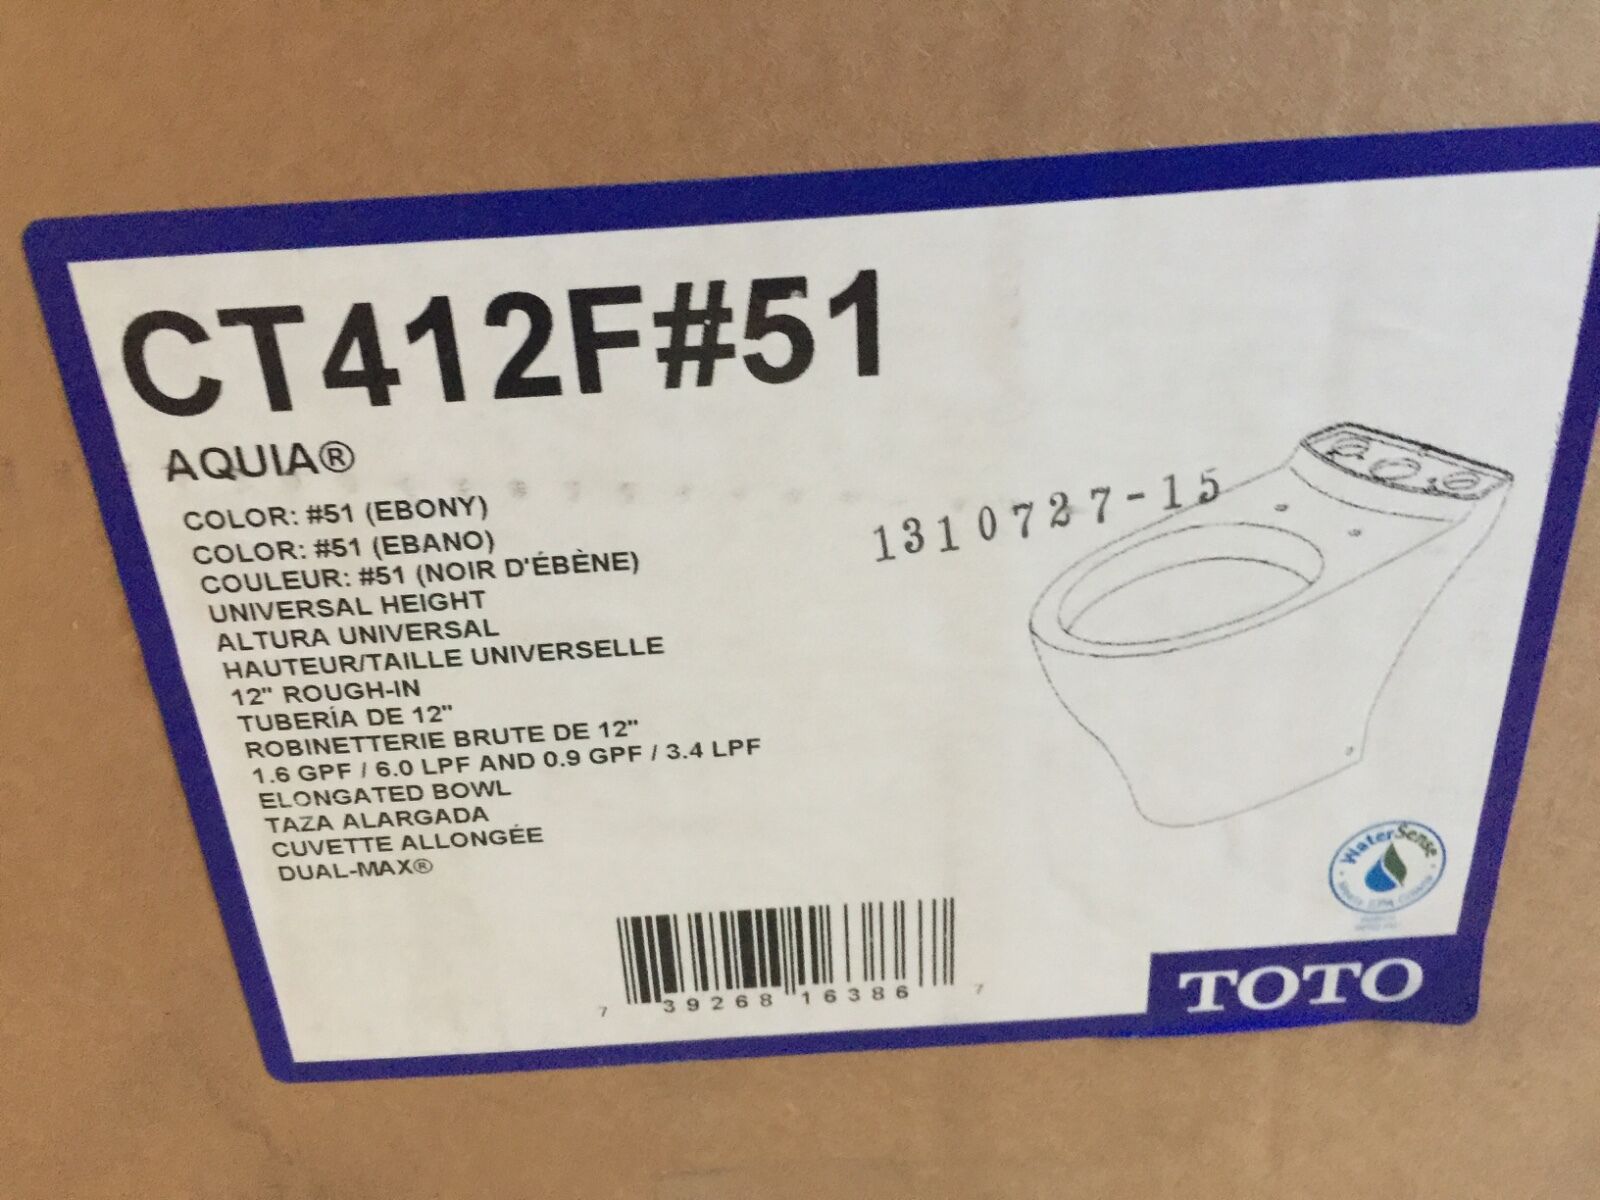 CT412F#51
AQUIA®
COLOR: #51 (EBONY)
COLOR: #51 (EBANO)
COULEUR: #51 (NOIR D'ÉBÈNE)
UNIVERSAL HEIGHT
ALTURA UNIVERSAL
HAUTEUR/TAILLE UNIVERSELLE
12" ROUGH-IN
TUBERÍA DE 12"
ROBINETTERIE BRUTE DE 12"
1.6 GPF / 6.0 LPF AND 0.9 GPF / 3.4 LPF
ELONGATED BOWL
TAZA ALARGADA
CUVETTE ALLONGÉE
DUAL-MAX®
1310727-15
WaterSense
7 39268 16386 7
TOTO